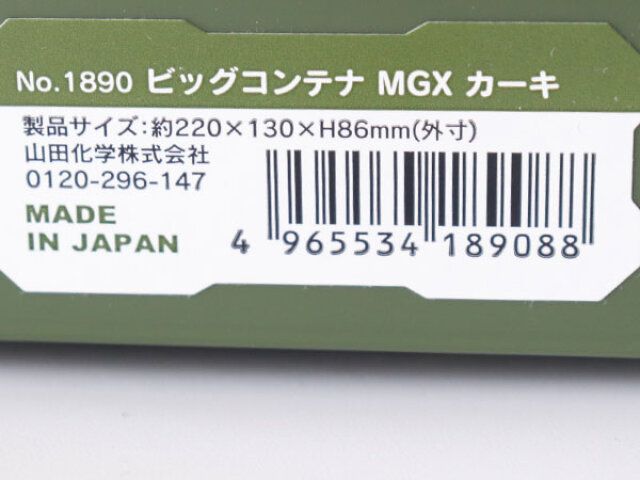 No.1890 ビッグコンテナ MGX カーキ
製品サイズ:約220×130×H86mm(外寸)
山田化学株式会社
0120-296-147
MADE
IN JAPAN
4 965534 189088